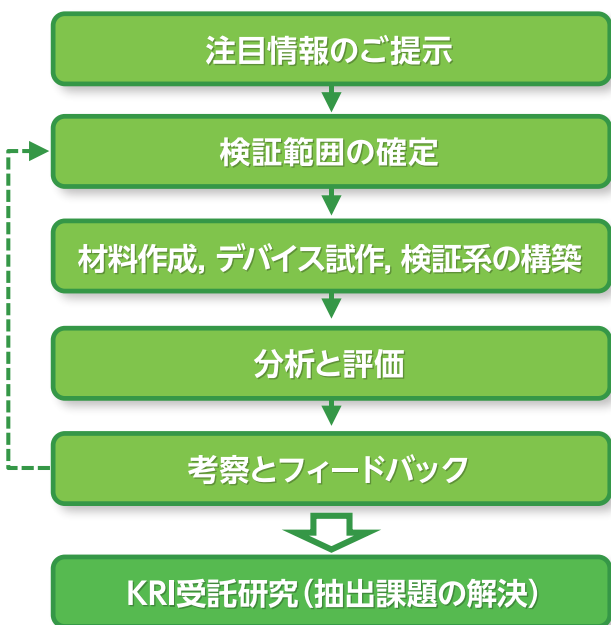 注目情報のご提示
検証範囲の確定
材料作成, デバイス試作, 検証系の構築
分析と評価
考察とフィードバック
KRI受託研究(抽出課題の解決)